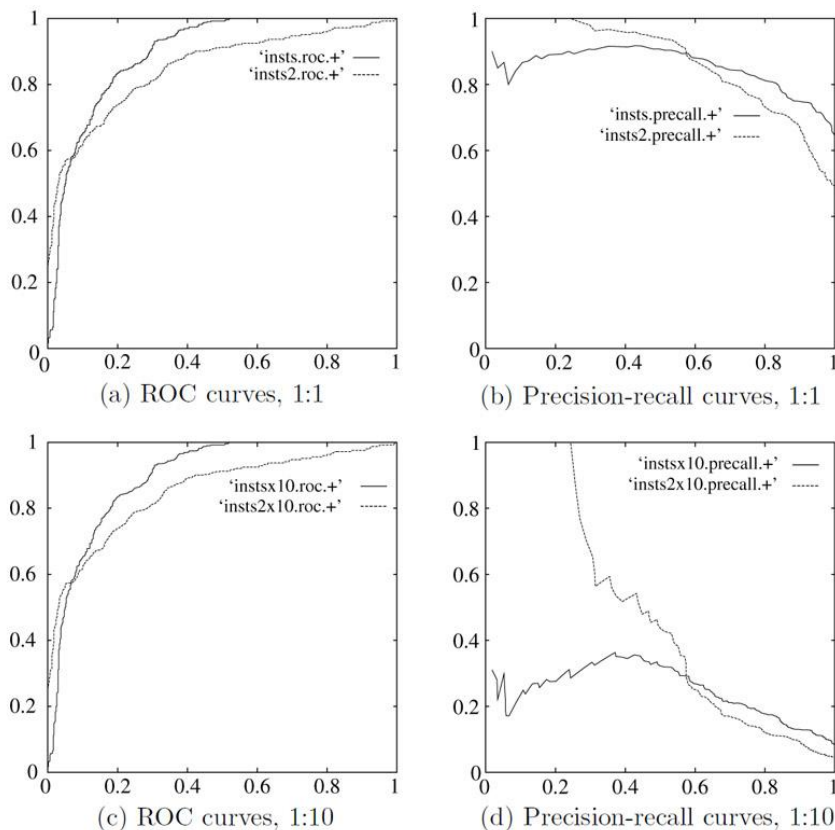 1
0.8
0.6
0.4
0.2
0
0 0.2 0.4 0.6 0.8 1
‘insts.roc.+’
‘insts2.roc.+’
(a) ROC curves, 1:1
1
0.8
0.6
0.4
0.2
0
0 0.2 0.4 0.6 0.8 1
‘insts.precall.+’
‘insts2.precall.+’
(b) Precision-recall curves, 1:1
1
0.8
0.6
0.4
0.2
0
0 0.2 0.4 0.6 0.8 1
‘instsx10.roc.+’
‘insts2x10.roc.+’
(c) ROC curves, 1:10
1
0.8
0.6
0.4
0.2
0
0 0.2 0.4 0.6 0.8 1
‘instsx10.precall.+’
‘insts2x10.precall.+’
(d) Precision-recall curves, 1:10